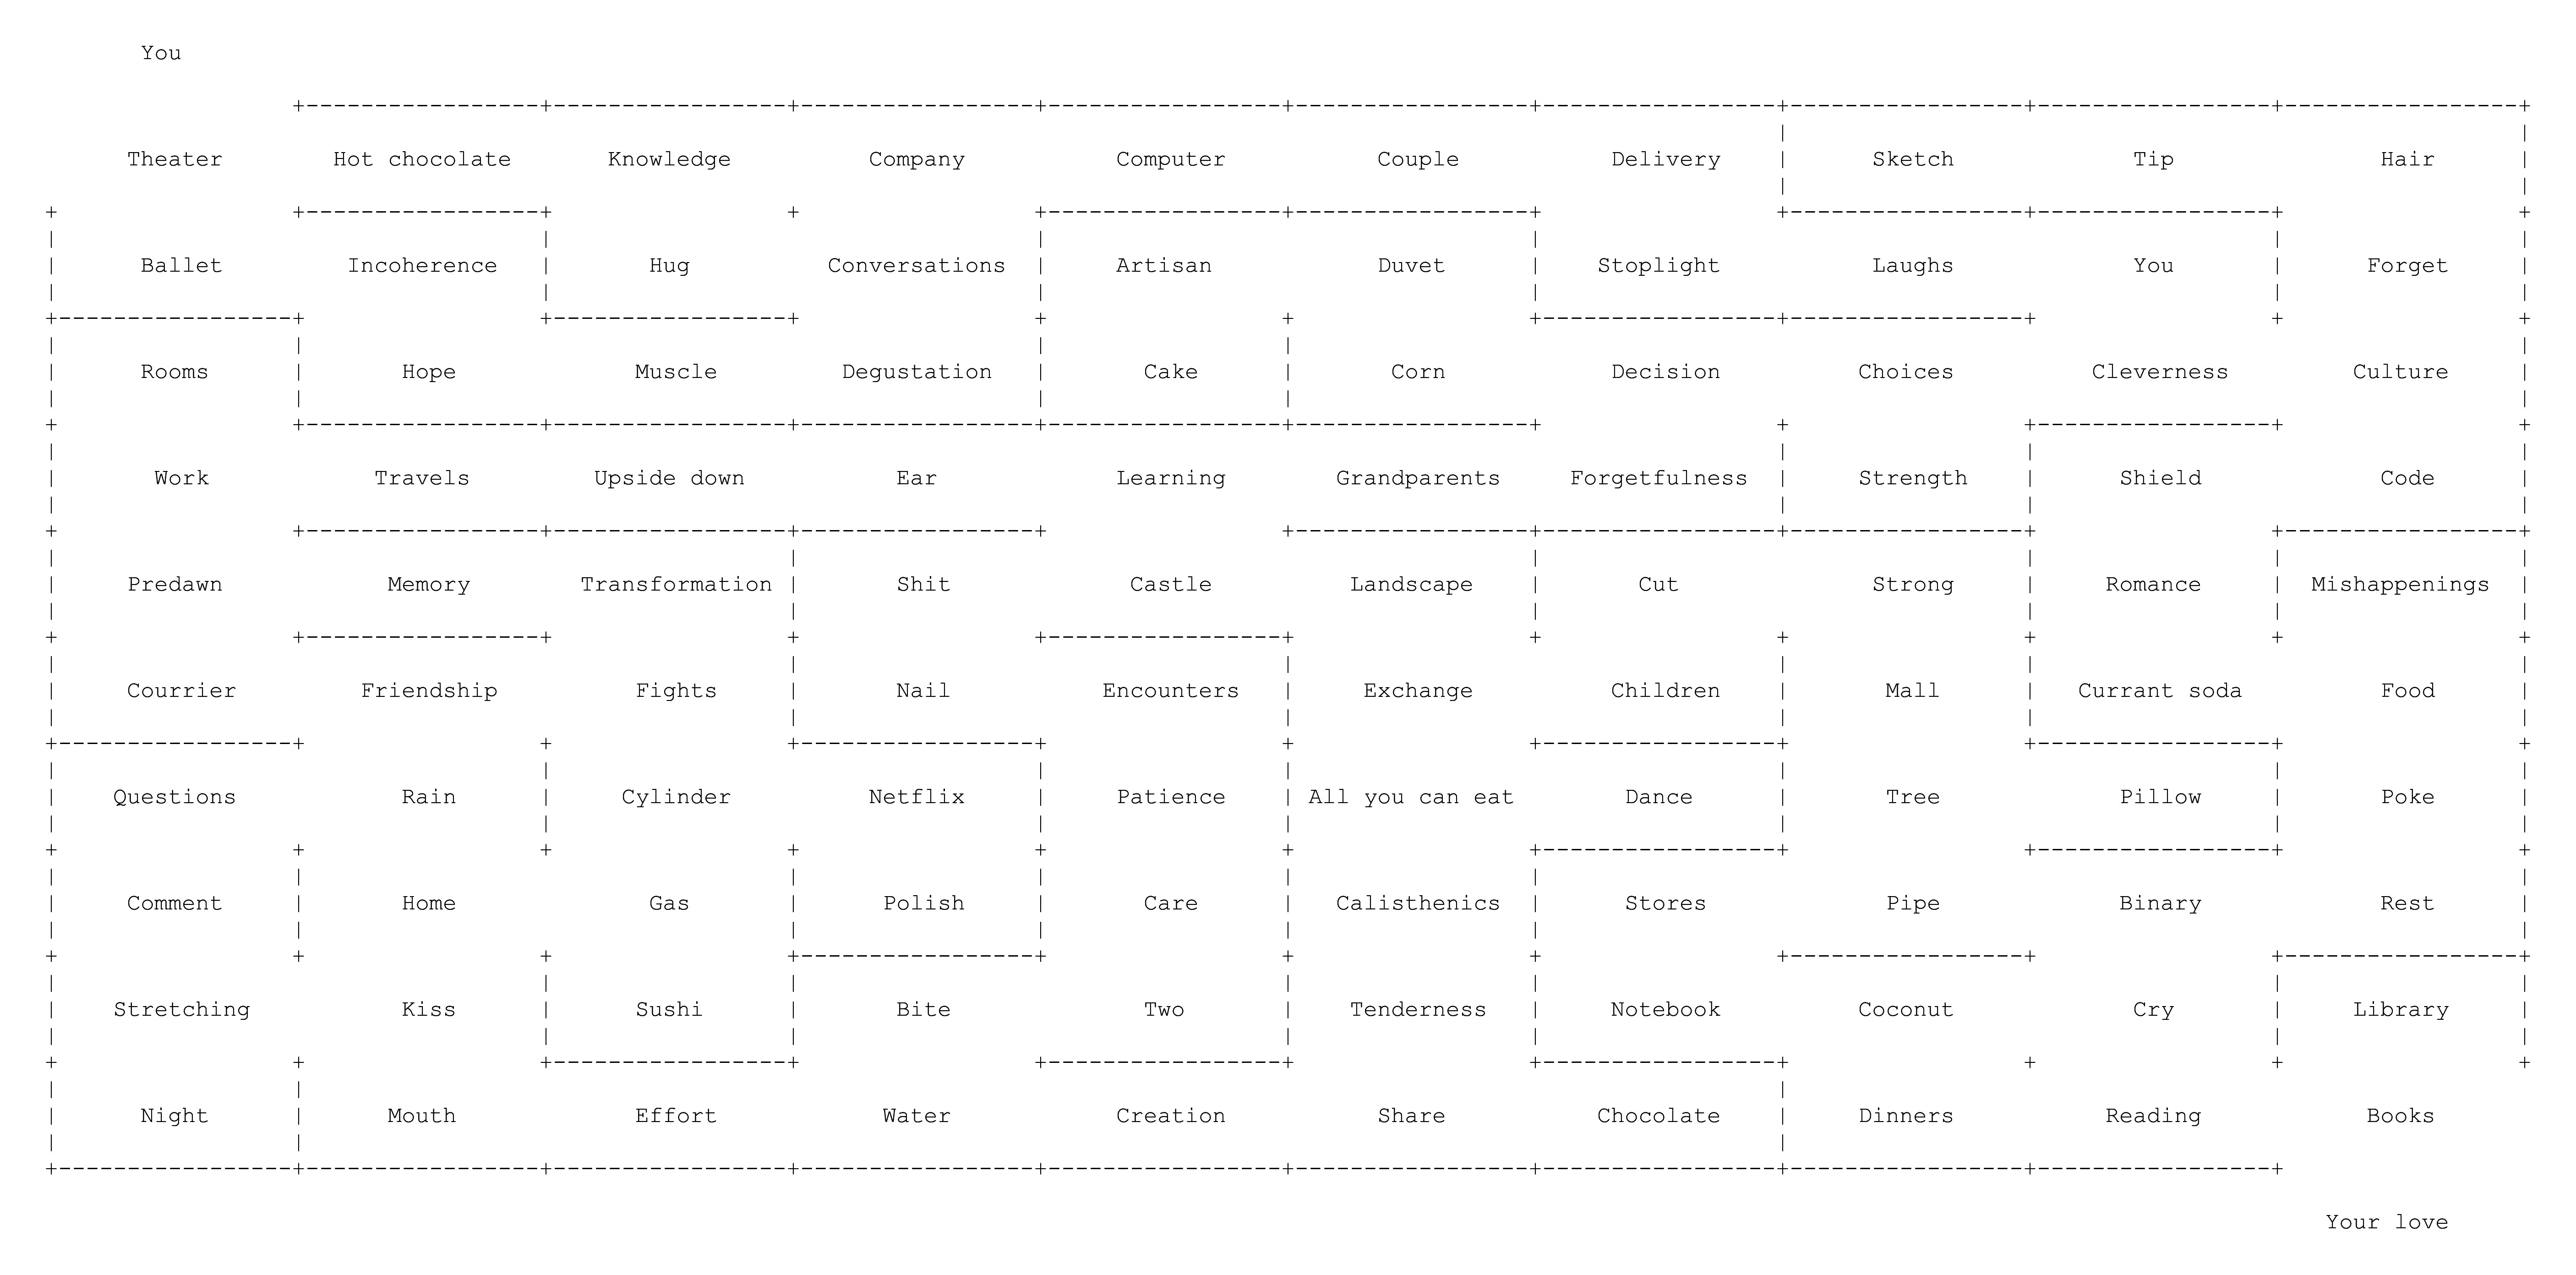 You
Theater Hot chocolate Knowledge Company Computer Couple Delivery Sketch Tip Hair
Ballet Incoherence Hug Conversations Artisan Duvet Stoplight Laughs You Forget
Rooms Hope Muscle Degustation Cake Corn Decision Choices Cleverness Culture
Work Travels Upside down Ear Learning Grandparents Forgetfulness Strength Shield Code
Predawn Memory Transformation Shit Castle Landscape Cut Strong Romance Mishappenings
Courrier Friendship Fights Nail Encounters Exchange Children Mall Currant soda Food
Questions Rain Cylinder Netflix Patience All you can eat Dance Tree Pillow Poke
Comment Home Gas Polish Care Calisthenics Stores Pipe Binary Rest
Stretching Kiss Sushi Bite Two Tenderness Notebook Coconut Cry Library
Night Mouth Effort Water Creation Share Chocolate Dinners Reading Books
Your love